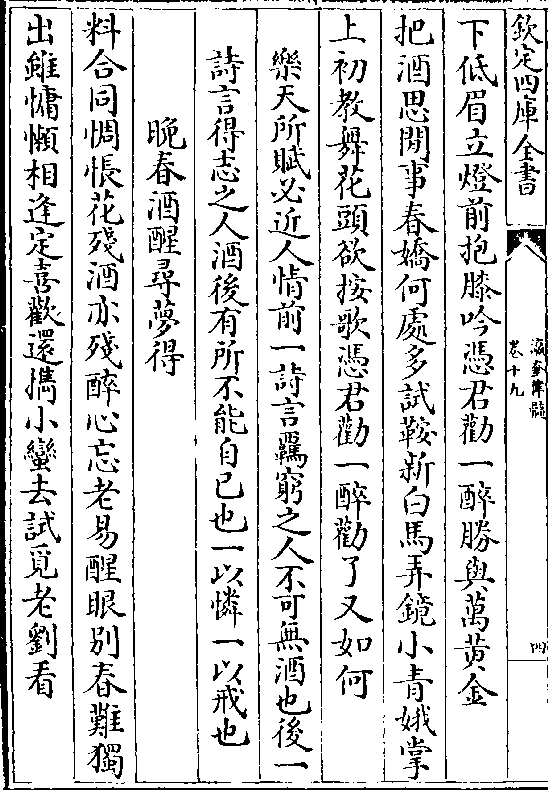 欽定四庫全書
瀛奎律髓
卷十九
四
下低眉立燈前抱膝吟憑君勸一醉勝與萬黃金
把酒思閒事春嬌何處多試鞍新白馬弄鏡小青娥掌
上初教舞花頭欲按歌憑君勸一醉勸了又如何
樂天所賦必近人情前一詩言羈窮之人不可無酒也後一
詩言得志之人酒後有所不能自已也一以憐一以戒也
晚春酒醒尋夢得
料合同惆悵花殘酒亦殘醉心忘老易醒眼別春難獨
出雖慵懶相逢定喜歡還攜小蠻去試覓老劉看